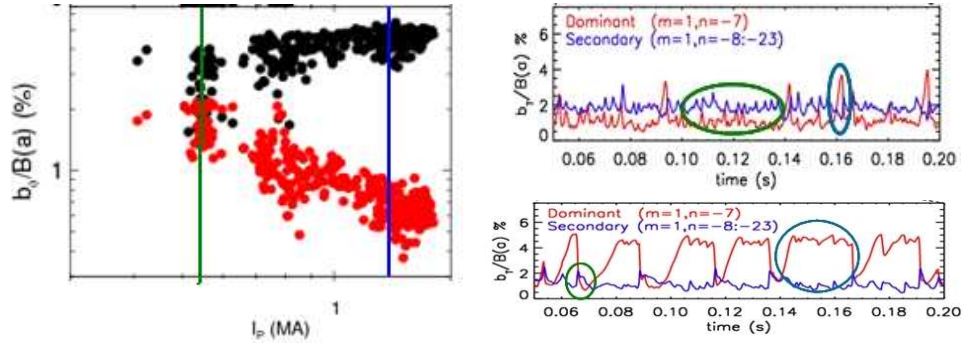 b_θ/B(a) (%)
1
1
I_P (MA)
b_T/B(a) %
8
6
4
2
0
Dominant (m=1,n=−7)
Secondary (m=1,n=−8:−23)
0.06 0.08 0.10 0.12 0.14 0.16 0.18 0.20
time (s)
b_T/B(a) %
6
4
2
0
Dominant (m=1,n=−7)
Secondary (m=1,n=−8:−23)
0.06 0.08 0.10 0.12 0.14 0.16 0.18 0.20
time (s)